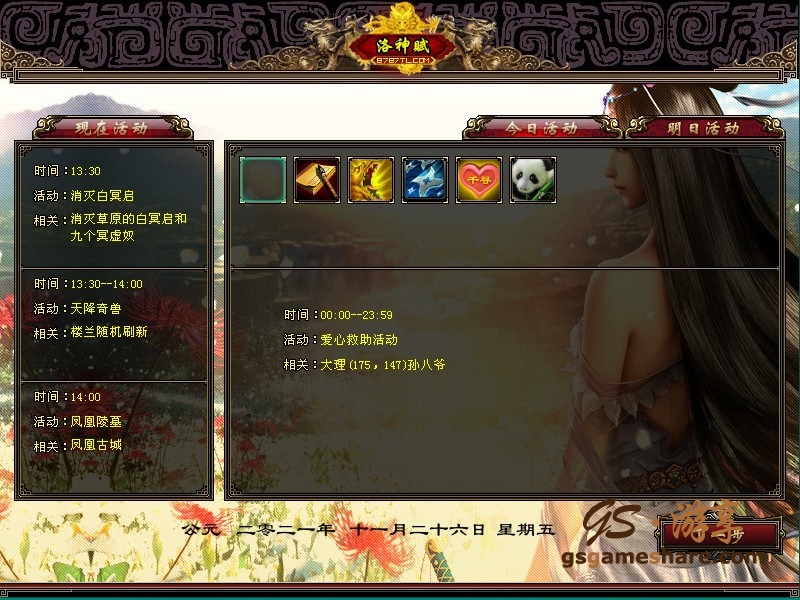 洛神赋
8787TL.COM
现在活动
今日活动
明日活动
时间：13:30
活动：消灭白冥启
相关：消灭草原的白冥启和
九个冥虚奴
时间：13:30--14:00
活动：天降奇兽
相关：楼兰随机刷新
时间：14:00
活动：凤凰陵墓
相关：凤凰古城
千寻
时间：00:00--23:59
活动：爱心救助活动
相关：大理(175，147)孙八爷
公元 二零二一年 十一月二十六日 星期五
GS·游享
gsgameshare.com
步